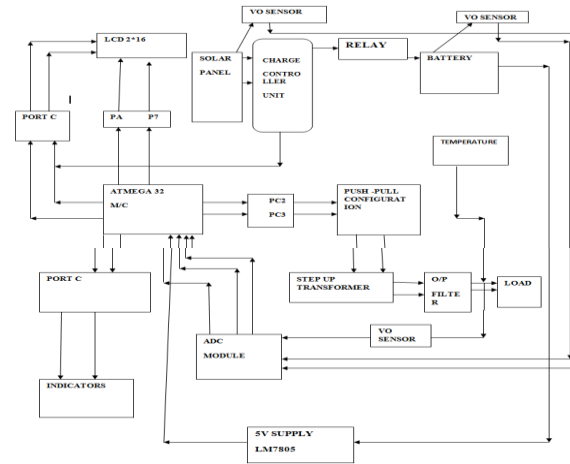 VO SENSOR
VO SENSOR
LCD 2*16
SOLAR
PANEL
CHARGE
CONTRO
LLER
UNIT
RELAY
BATTERY
PORT C
PA P7
TEMPERATURE
ATMEGA 32
M/C
PC2
PC3
PUSH -PULL
CONFIGURAT
ION
PORT C
STEP UP
TRANSFORMER
O/P
FILTE
R
LOAD
VO
SENSOR
ADC
MODULE
INDICATORS
5V SUPPLY
LM7805